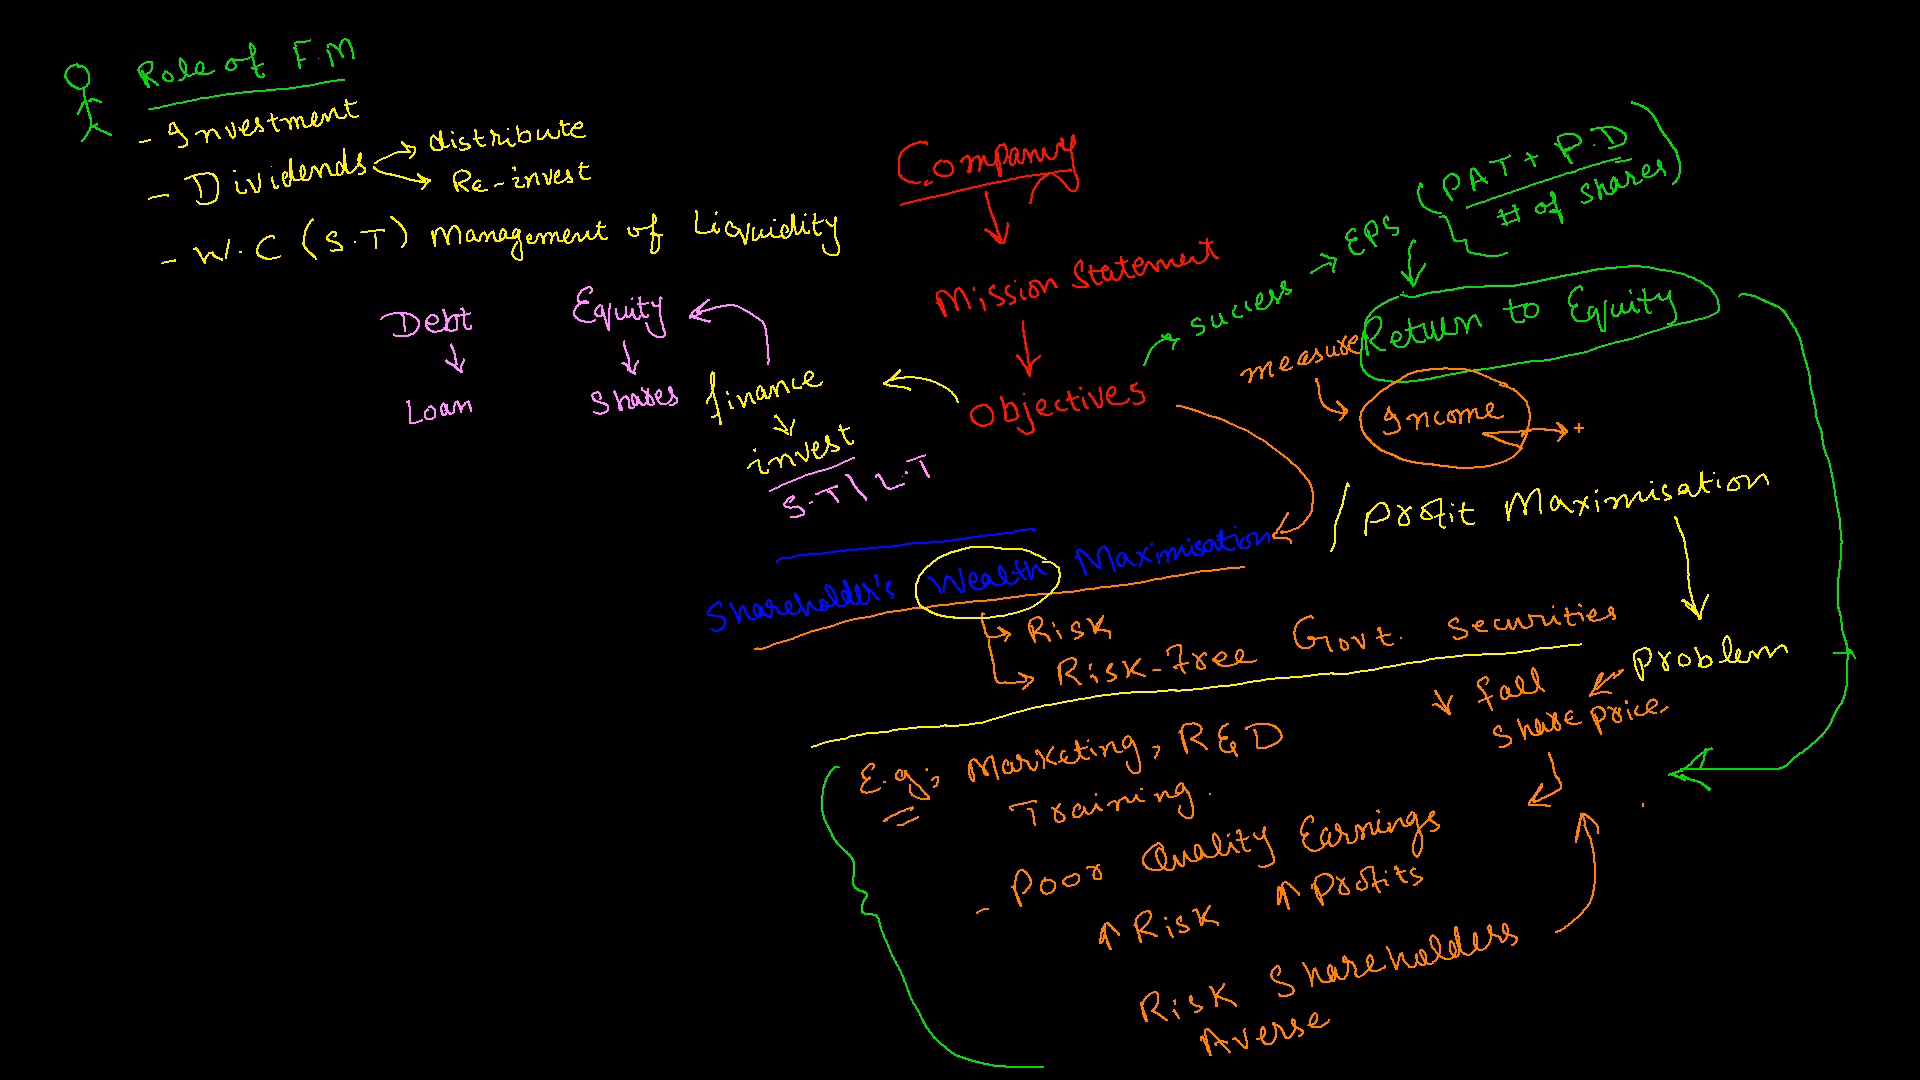 Role of F.M
- Investment
- Dividends
distribute
Re-invest
- W.C (S.T) Management of Liquidity
Debt
Loan
Equity
Shares
finance
invest
S.T \ L.T
Company
Mission Statement
Objectives
success → EPS
(PAT + P.D
# of shares)
Return to Equity
measure
Income
→ +
/ Profit Maximisation
Shareholder's Wealth Maximisation
Risk
Risk-Free Govt. securities
Problem
↓ fall
share price
E.g; Marketing, R&D
Training.
- Poor Quality Earnings
↑ Risk ↑ Profits
Risk Shareholders
Averse